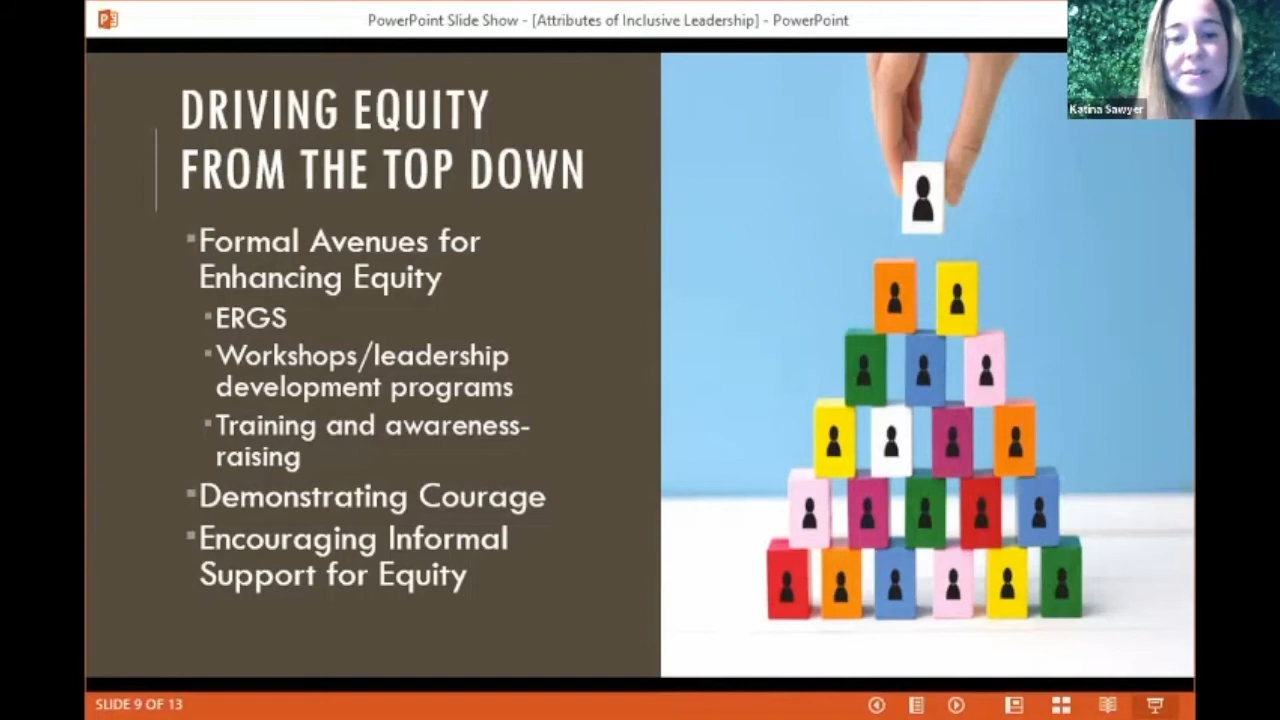 PowerPoint Slide Show - [Attributes of Inclusive Leadership] - PowerPoint
Katina Sawyer
DRIVING EQUITY
FROM THE TOP DOWN
Formal Avenues for
Enhancing Equity
ERGS
Workshops/leadership
development programs
Training and awareness-
raising
Demonstrating Courage
Encouraging Informal
Support for Equity
SLIDE 9 OF 13